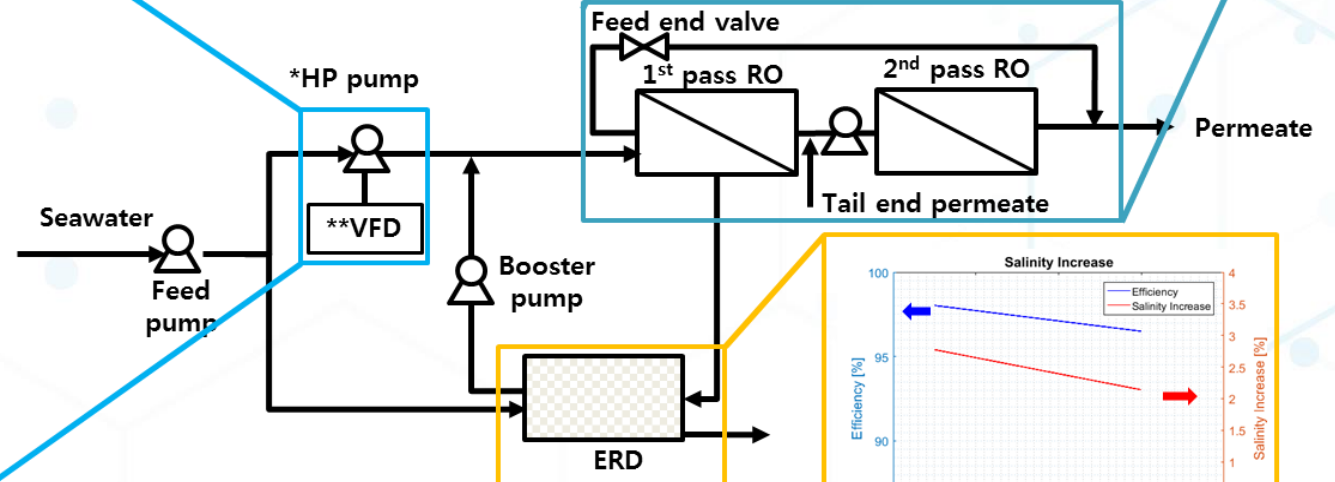 Feed end valve
*HP pump
1st pass RO
2nd pass RO
Permeate
Seawater
**VFD
Tail end permeate
Feed
pump
Booster
pump
ERD
Salinity Increase
100
95
90
Efficiency [%]
Efficiency
Salinity Increase
4
3.5
3
2.5
2
1.5
1
Salinity Increase [%]